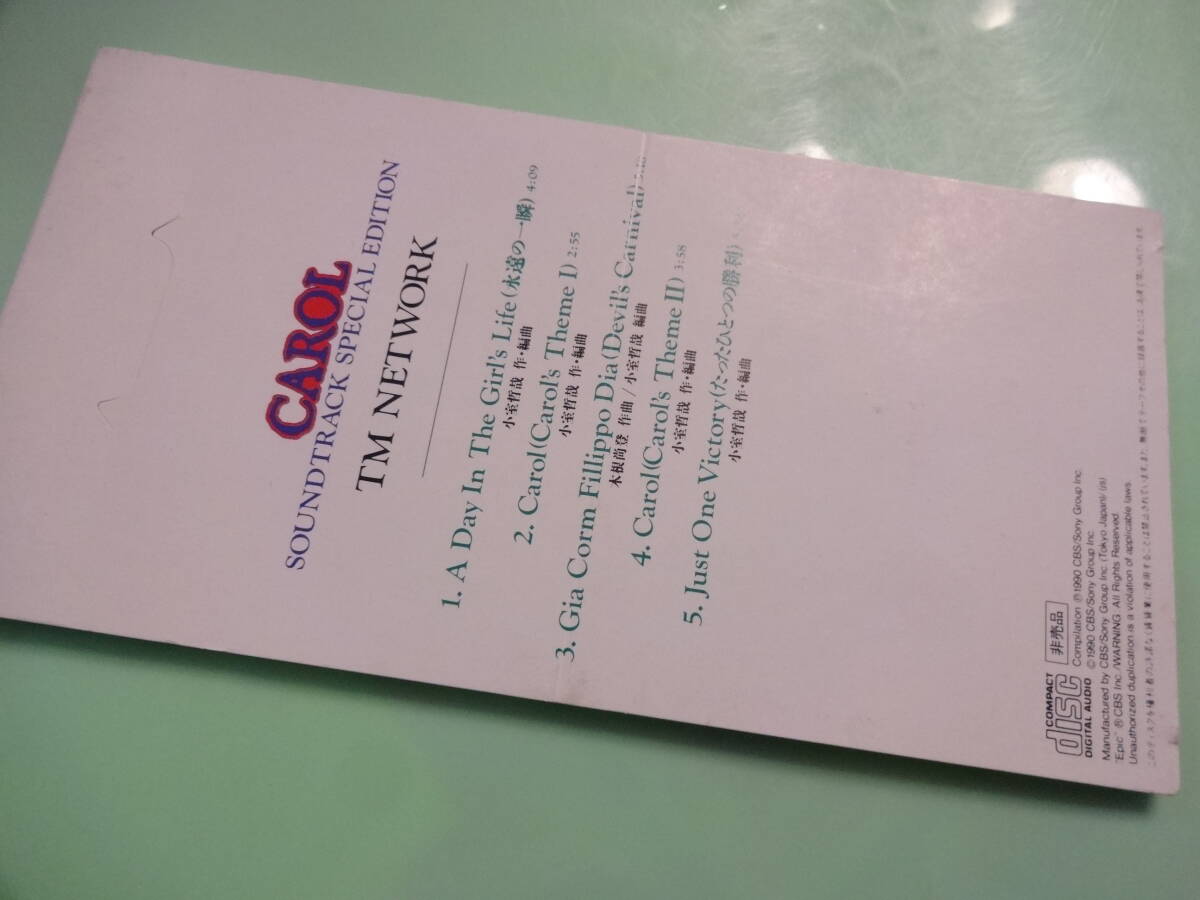 CAROL
SOUNDTRACK SPECIAL EDITION
TM NETWORK
1. A Day In The Girl's Life(永遠の一瞬) 4:09
小室哲哉 作・編曲
2. Carol(Carol's Theme I) 2:55
小室哲哉 作・編曲
3. Gia Corm Fillippo Dia(Devil's Carnival)
木根尚登 作曲 / 小室哲哉 編曲
4. Carol(Carol's Theme II) 3:58
小室哲哉 作・編曲
5. Just One Victory(たったひとつの勝利)
小室哲哉 作・編曲
COMPACT disc DIGITAL AUDIO
非売品
Compilation ℗1990 CBS/Sony Group Inc.
©1990 CBS/Sony Group Inc.
Manufactured by CBS/Sony Group Inc. (Tokyo Japan)/
"Epic" ® CBS Inc./WARNING: All Rights Reserved.
Unauthorized duplication is a violation of applicable laws.